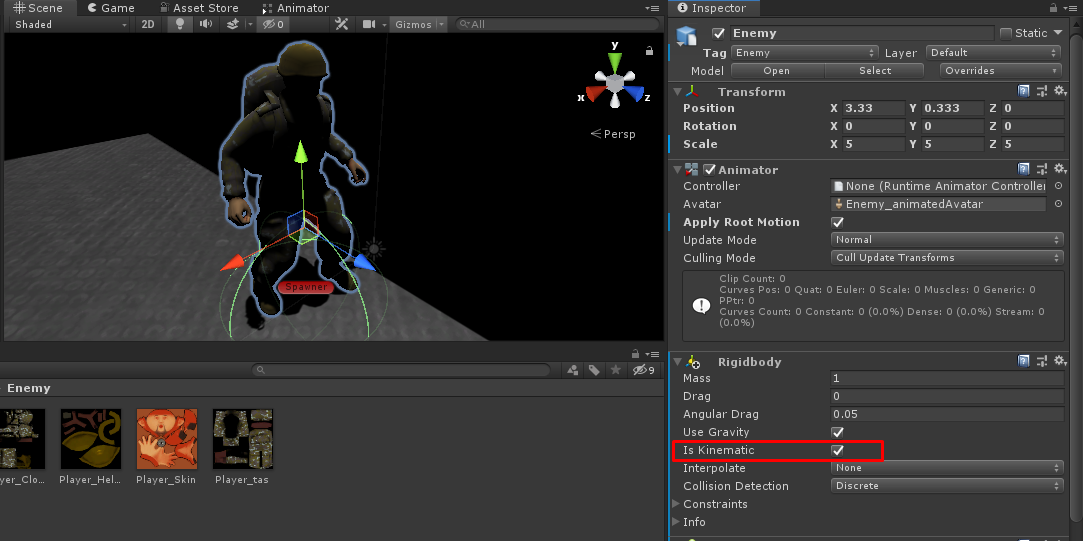 Scene Game Asset Store Animator
Shaded 2D 0 Gizmos All
y
x z
Persp
Spawner
9
Enemy
yer_Clo... Player_Hel... Player_Skin Player_tas
Inspector
Enemy Static
Tag Enemy Layer Default
Model Open Select Overrides
Transform
Position X 3.33 Y 0.333 Z 0
Rotation X 0 Y 0 Z 0
Scale X 5 Y 5 Z 5
Animator
Controller None (Runtime Animator Controller
Avatar Enemy_animatedAvatar
Apply Root Motion
Update Mode Normal
Culling Mode Cull Update Transforms
Clip Count: 0
Curves Pos: 0 Quat: 0 Euler: 0 Scale: 0 Muscles: 0 Generic: 0
PPtr: 0
Curves Count: 0 Constant: 0 (0.0%) Dense: 0 (0.0%) Stream: 0
(0.0%)
Rigidbody
Mass 1
Drag 0
Angular Drag 0.05
Use Gravity
Is Kinematic
Interpolate None
Collision Detection Discrete
Constraints
Info